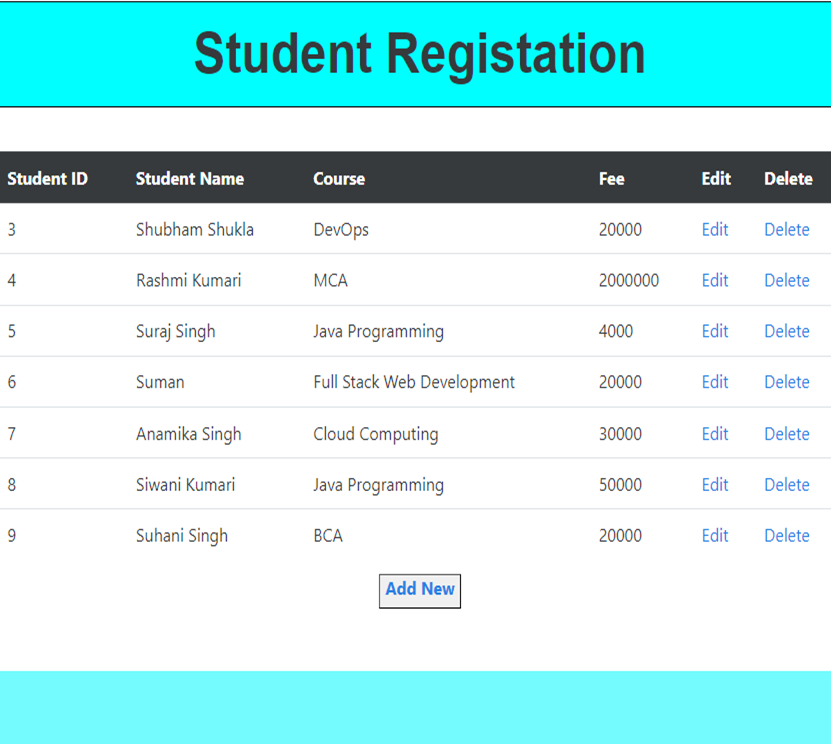 Student Registation
Student ID Student Name Course Fee Edit Delete
3 Shubham Shukla DevOps 20000 Edit Delete
4 Rashmi Kumari MCA 2000000 Edit Delete
5 Suraj Singh Java Programming 4000 Edit Delete
6 Suman Full Stack Web Development 20000 Edit Delete
7 Anamika Singh Cloud Computing 30000 Edit Delete
8 Siwani Kumari Java Programming 50000 Edit Delete
9 Suhani Singh BCA 20000 Edit Delete
Add New